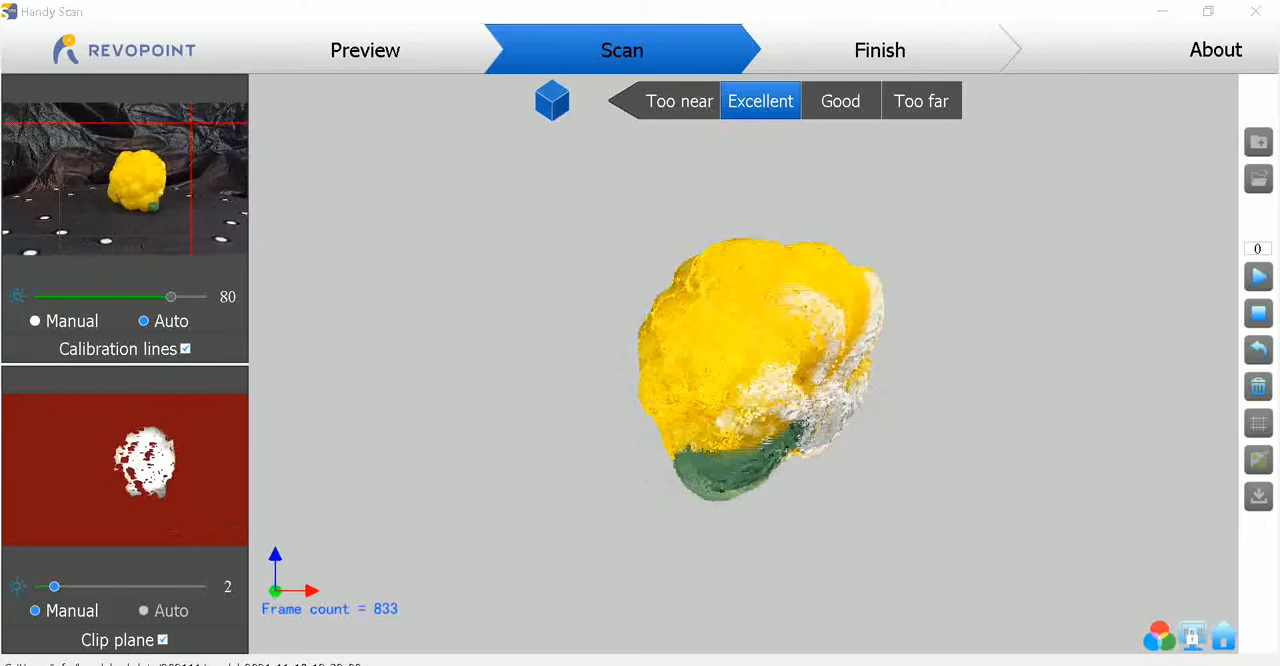 Handy Scan
REVOPOINT
Preview
Scan
Finish
About
Too near
Excellent
Good
Too far
80
Manual
Auto
Calibration lines
0
2
Manual
Auto
Clip plane
Frame count = 833